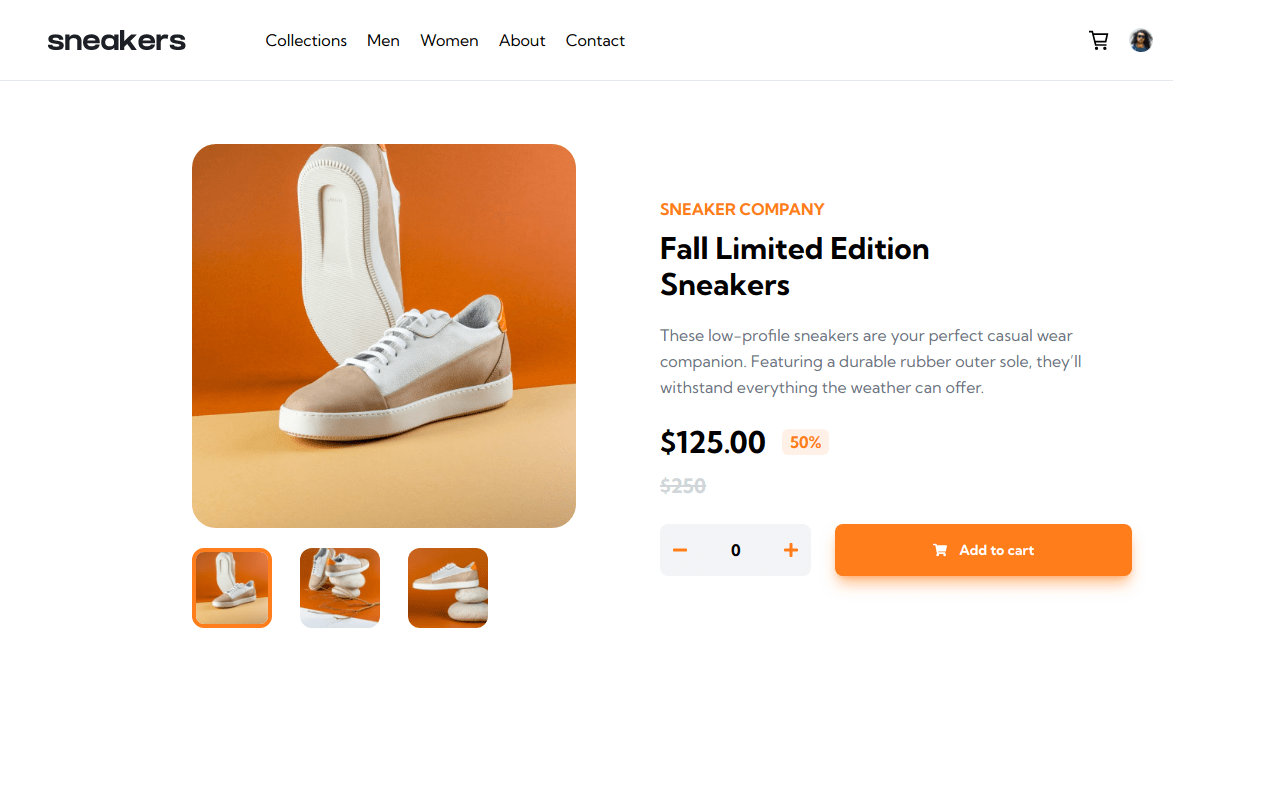 sneakers
Collections Men Women About Contact
SNEAKER COMPANY
Fall Limited Edition
Sneakers
These low-profile sneakers are your perfect casual wear
companion. Featuring a durable rubber outer sole, they’ll
withstand everything the weather can offer.
$125.00 50%
$250
0 Add to cart